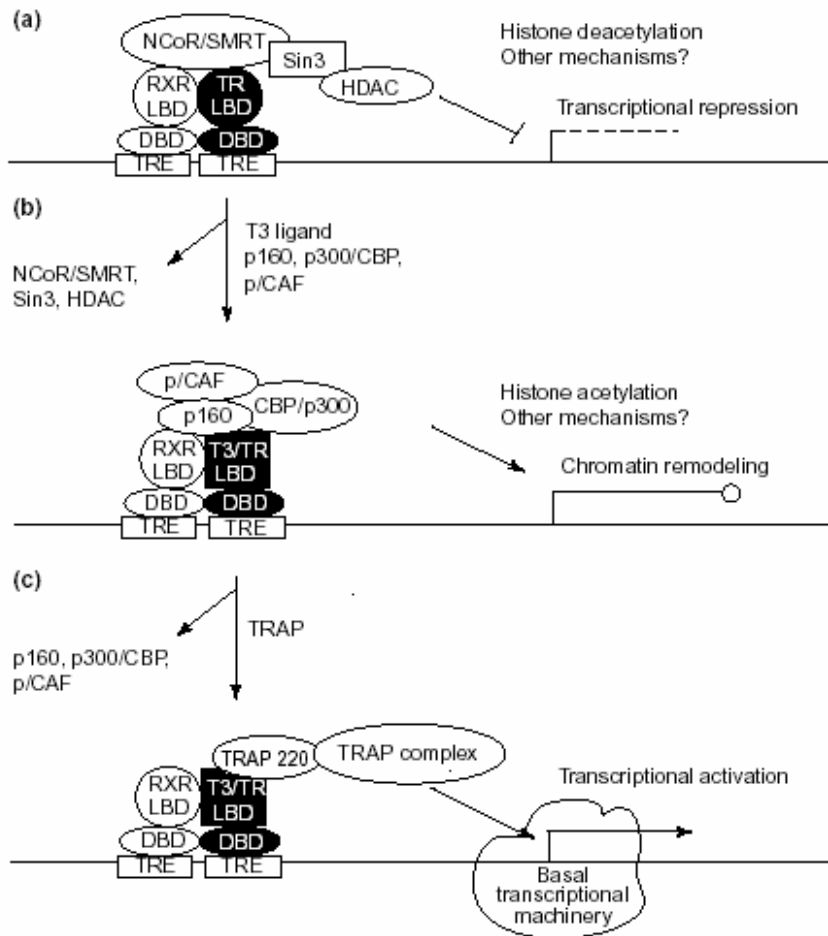 (a)
NCoR/SMRT
Sin3
HDAC
Histone deacetylation
Other mechanisms?
RXR
LBD
TR
LBD
Transcriptional repression
DBD
DBD
TRE
TRE
(b)
T3 ligand
p160, p300/CBP,
p/CAF
NCoR/SMRT,
Sin3, HDAC
p/CAF
p160
CBP/p300
Histone acetylation
Other mechanisms?
RXR
LBD
T3/TR
LBD
Chromatin remodeling
DBD
DBD
TRE
TRE
(c)
TRAP
p160, p300/CBP,
p/CAF
TRAP 220
TRAP complex
RXR
LBD
T3/TR
LBD
Transcriptional activation
DBD
DBD
TRE
TRE
Basal
transcriptional
machinery